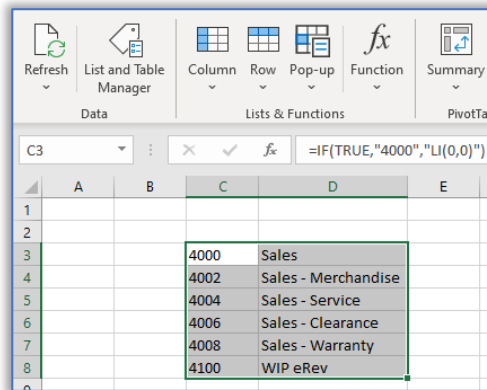 Refresh List and Table Manager Column Row Pop-up Function Summary
Data Lists & Functions PivotTa
C3 fx =IF(TRUE,"4000","LI(0,0)")
A B C D E
1
2
3 4000 Sales
4 4002 Sales - Merchandise
5 4004 Sales - Service
6 4006 Sales - Clearance
7 4008 Sales - Warranty
8 4100 WIP eRev